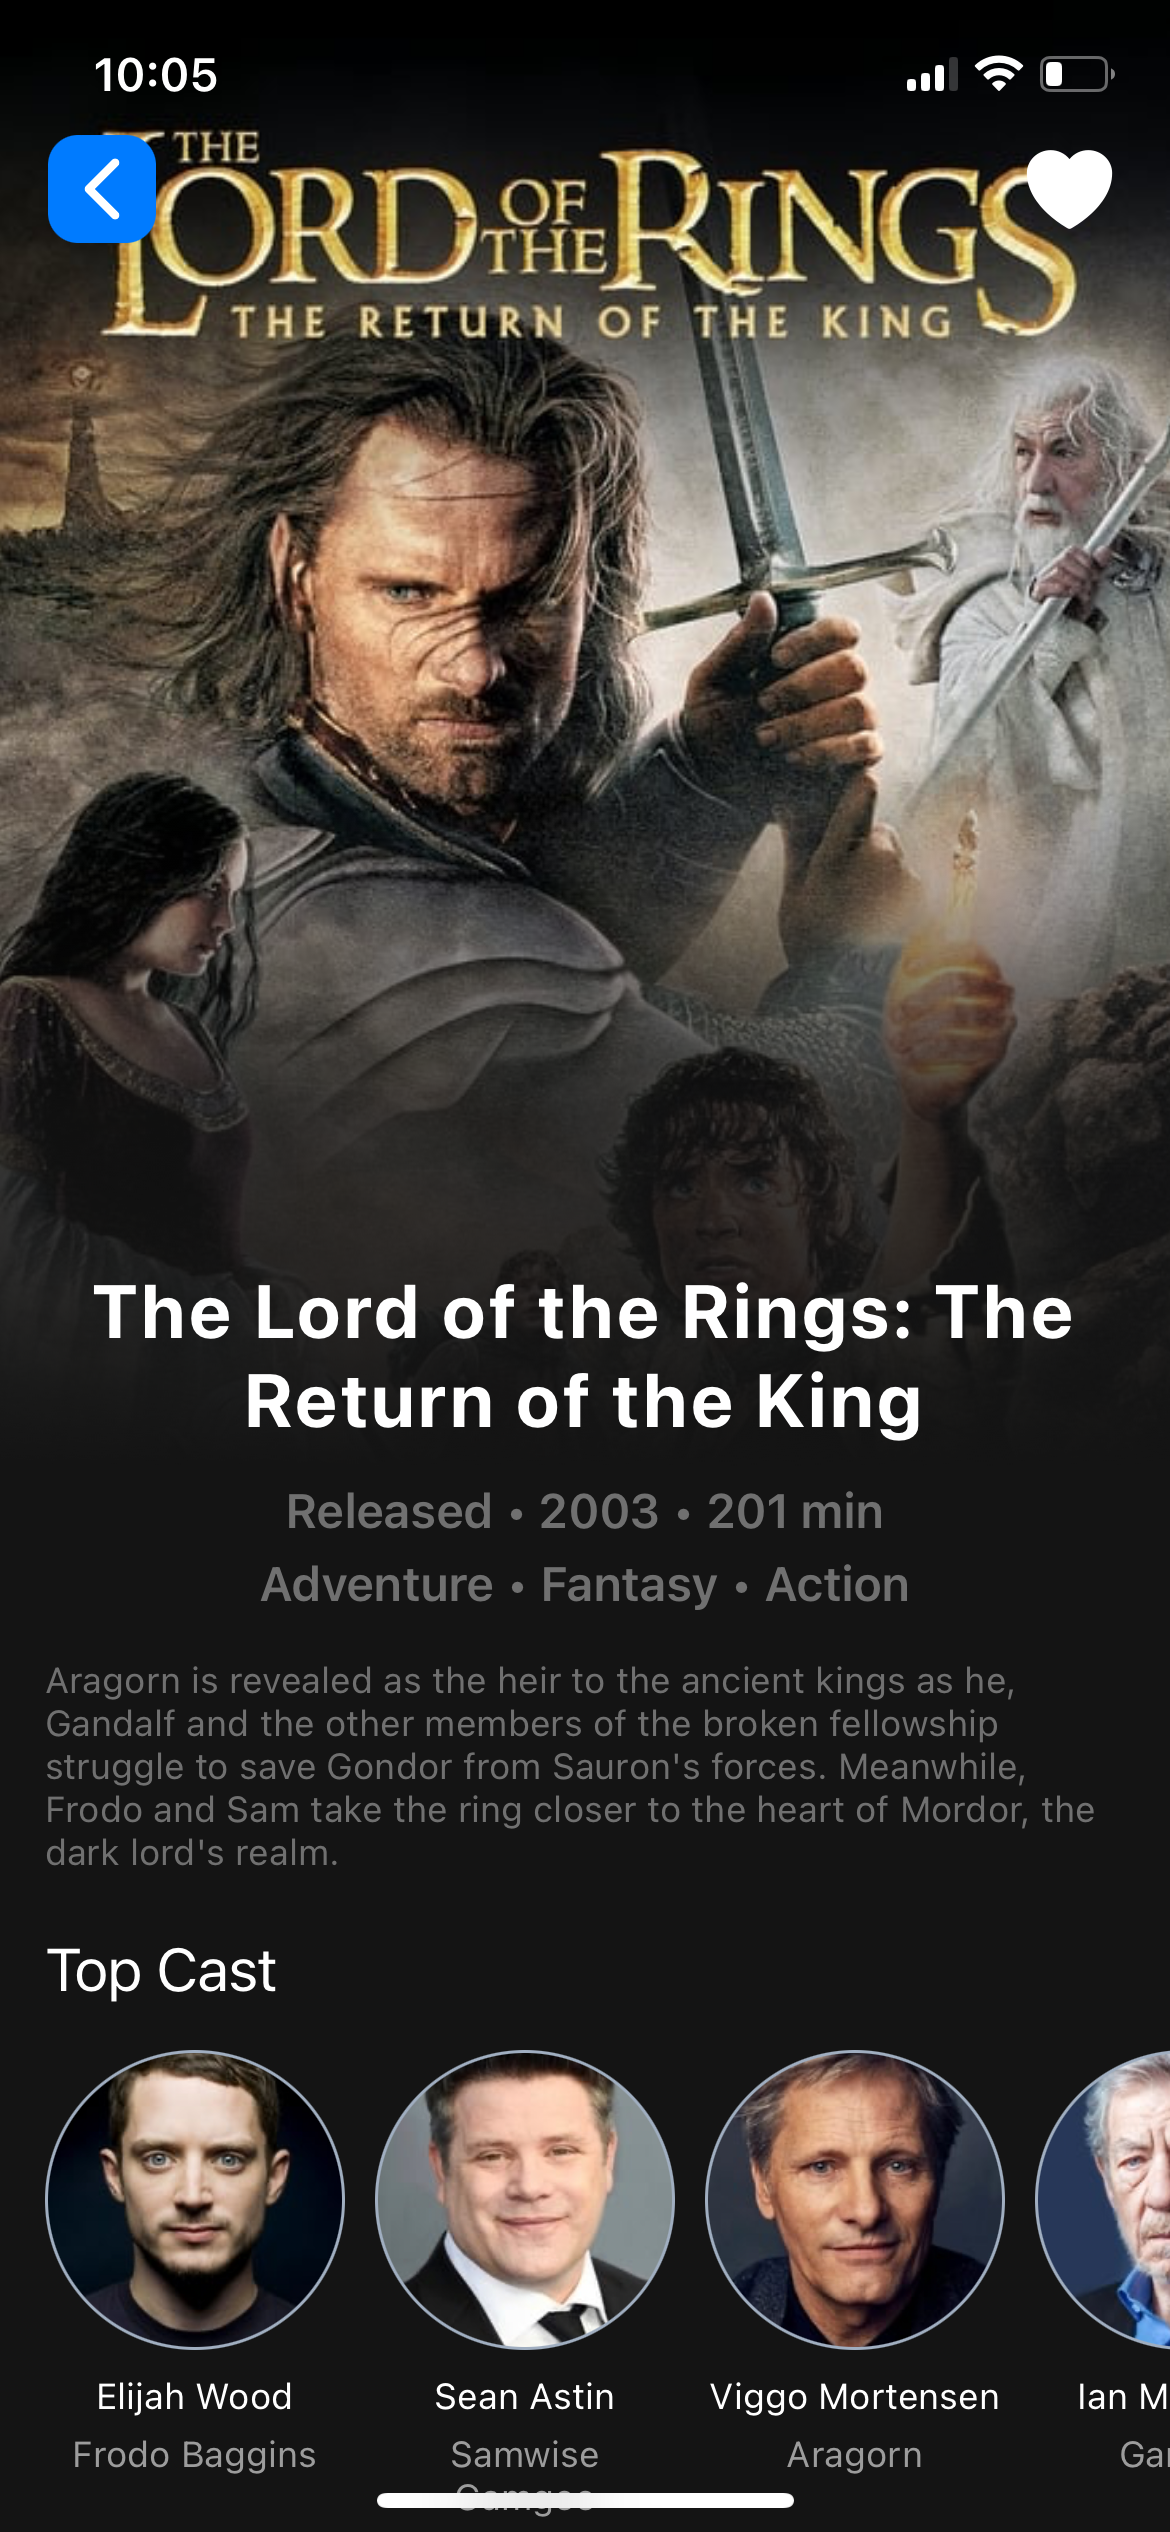 10:05
THE
LORD OF THE RINGS
THE RETURN OF THE KING
The Lord of the Rings: The
Return of the King
Released • 2003 • 201 min
Adventure • Fantasy • Action
Aragorn is revealed as the heir to the ancient kings as he,
Gandalf and the other members of the broken fellowship
struggle to save Gondor from Sauron's forces. Meanwhile,
Frodo and Sam take the ring closer to the heart of Mordor, the
dark lord's realm.
Top Cast
Elijah Wood
Frodo Baggins
Sean Astin
Samwise
Gamgee
Viggo Mortensen
Aragorn
Ian M
Ga